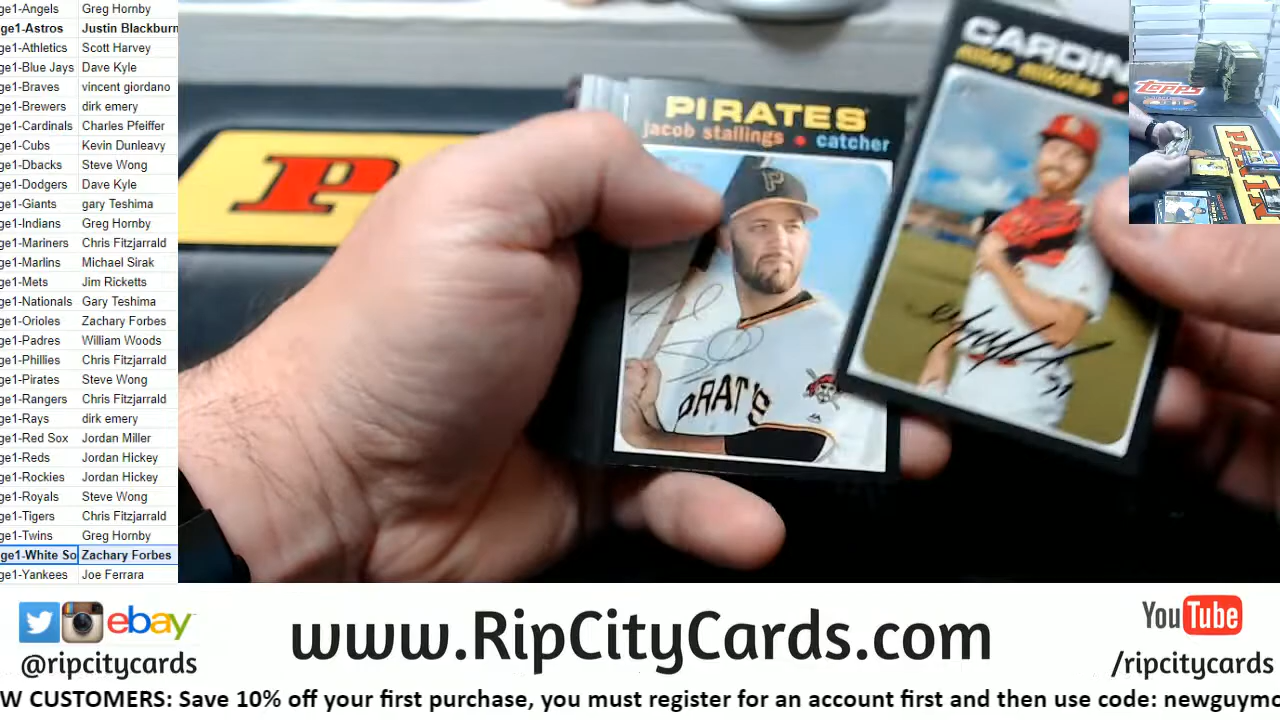 ge1-Angels Greg Hornby
ge1-Astros Justin Blackburn
ge1-Athletics Scott Harvey
ge1-Blue Jays Dave Kyle
ge1-Braves vincent giordano
ge1-Brewers dirk emery
ge1-Cardinals Charles Pfeiffer
ge1-Cubs Kevin Dunleavy
ge1-Dbacks Steve Wong
ge1-Dodgers Dave Kyle
ge1-Giants gary Teshima
ge1-Indians Greg Hornby
ge1-Mariners Chris Fitzjarrald
ge1-Marlins Michael Sirak
ge1-Mets Jim Ricketts
ge1-Nationals Gary Teshima
ge1-Orioles Zachary Forbes
ge1-Padres William Woods
ge1-Phillies Chris Fitzjarrald
ge1-Pirates Steve Wong
ge1-Rangers Chris Fitzjarrald
ge1-Rays dirk emery
ge1-Red Sox Jordan Miller
ge1-Reds Jordan Hickey
ge1-Rockies Jordan Hickey
ge1-Royals Steve Wong
ge1-Tigers Chris Fitzjarrald
ge1-Twins Greg Hornby
ge1-White So Zachary Forbes
ge1-Yankees Joe Ferrara
P
PIRATES
jacob stallings • catcher
P
PIRAT'S
CARDIN
miles mikolas
topps
ebay
@ripcitycards
www.RipCityCards.com
YouTube
/ripcitycards
W CUSTOMERS: Save 10% off your first purchase, you must register for an account first and then use code: newguymo